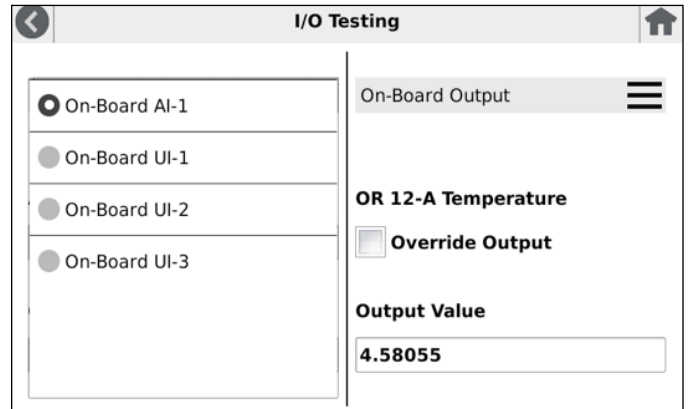 I/O Testing
On-Board AI-1
On-Board UI-1
On-Board UI-2
On-Board UI-3
On-Board Output
OR 12-A Temperature
Override Output
Output Value
4.58055